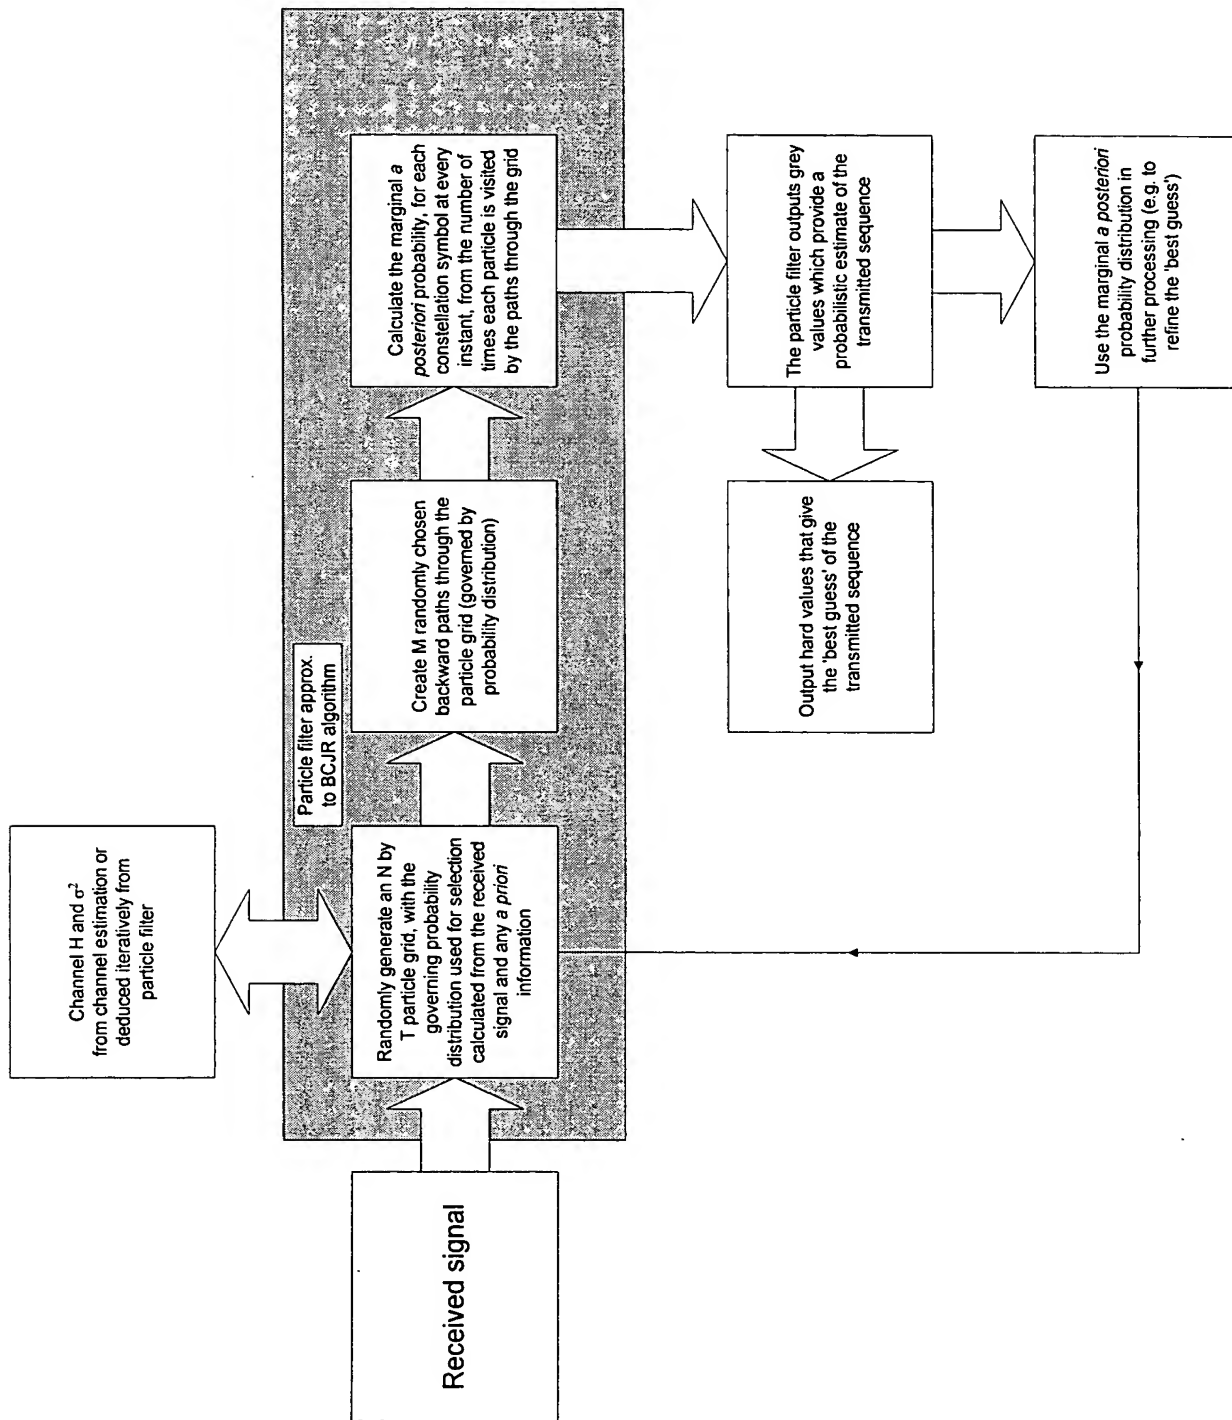 Received signal
Channel H and σ²
from channel estimation or
deduced iteratively from
particle filter
Particle filter approx.
to BCJR algorithm
Randomly generate an N by
T particle grid, with the
governing probability
distribution used for selection
calculated from the received
signal and any a priori
information
Create M randomly chosen
backward paths through the
particle grid (governed by
probability distribution)
Calculate the marginal a
posteriori probability, for each
constellation symbol at every
instant, from the number of
times each particle is visited
by the paths through the grid
The particle filter outputs grey
values which provide a
probabilistic estimate of the
transmitted sequence
Output hard values that give
the 'best guess' of the
transmitted sequence
Use the marginal a posteriori
probability distribution in
further processing (e.g. to
refine the 'best guess')